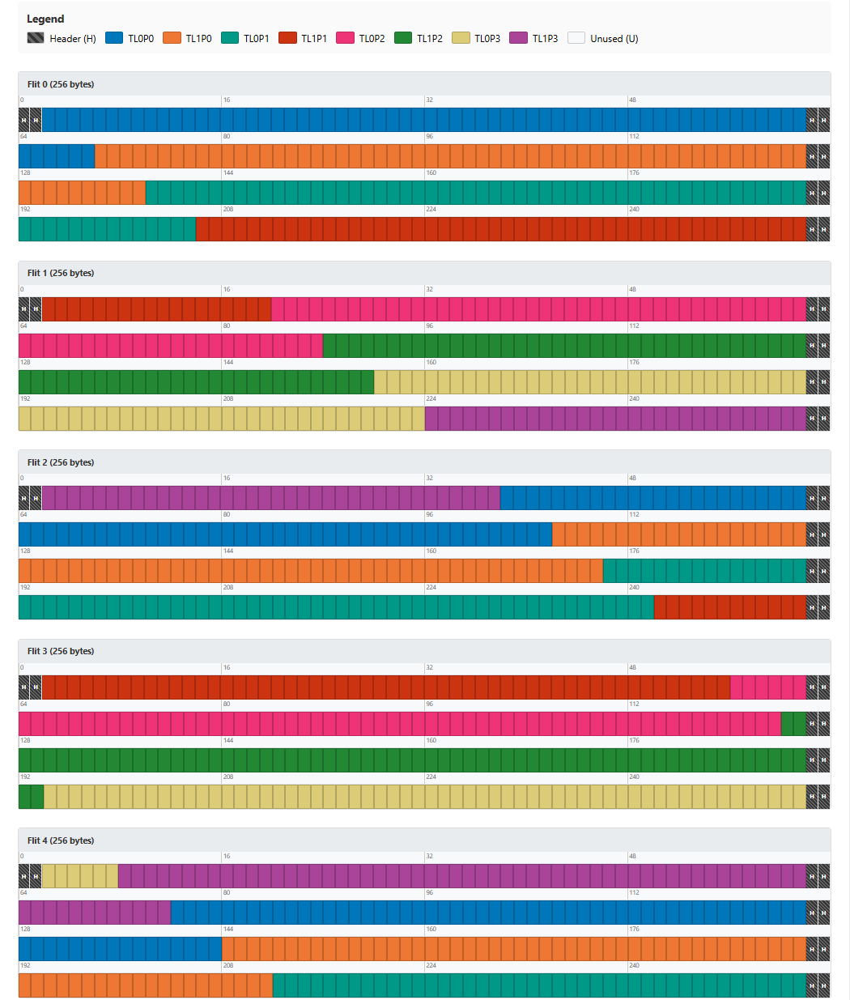 Legend
Header (H) TL0P0 TL1P0 TL0P1 TL1P1 TL0P2 TL1P2 TL0P3 TL1P3 Unused (U)
Flit 0 (256 bytes)
0 16 32 48
H H H H
64 80 96 112
H H
128 144 160 176
H H
192 208 224 240
H H
Flit 1 (256 bytes)
0 16 32 48
H H H H
64 80 96 112
H H
128 144 160 176
H H
192 208 224 240
H H
Flit 2 (256 bytes)
0 16 32 48
H H H H
64 80 96 112
H H
128 144 160 176
H H
192 208 224 240
H H
Flit 3 (256 bytes)
0 16 32 48
H H H H
64 80 96 112
H H
128 144 160 176
H H
192 208 224 240
H H
Flit 4 (256 bytes)
0 16 32 48
H H H H
64 80 96 112
H H
128 144 160 176
H H
192 208 224 240
H H